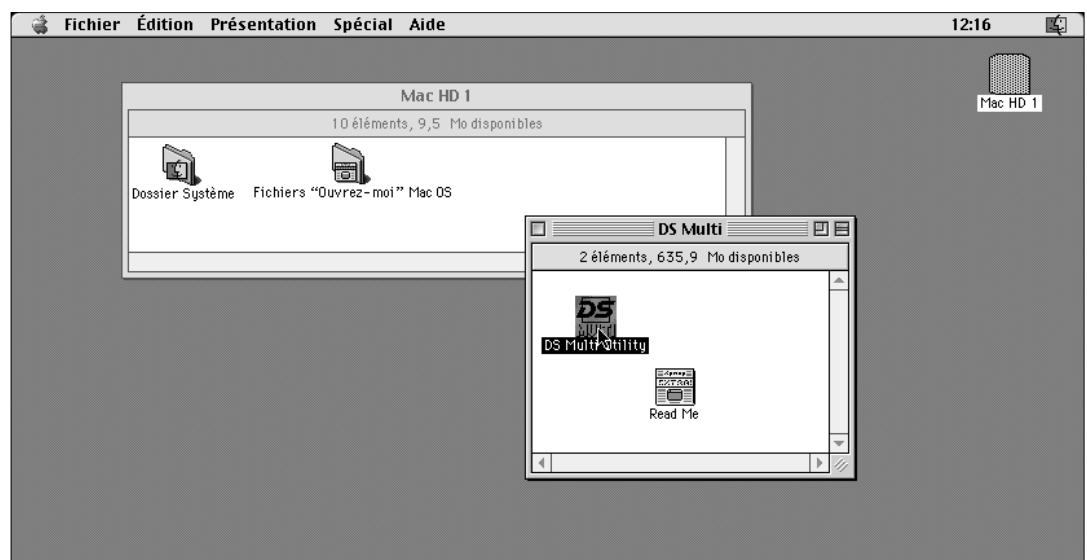 Fichier Édition Présentation Spécial Aide 12:16
Mac HD 1
Mac HD 1
10 éléments, 9,5 Mo disponibles
Dossier Système
Fichiers “Ouvrez-moi” Mac OS
DS Multi
2 éléments, 635,9 Mo disponibles
DS
MULTI
DS Multi Utility
EXTRA!
Read Me